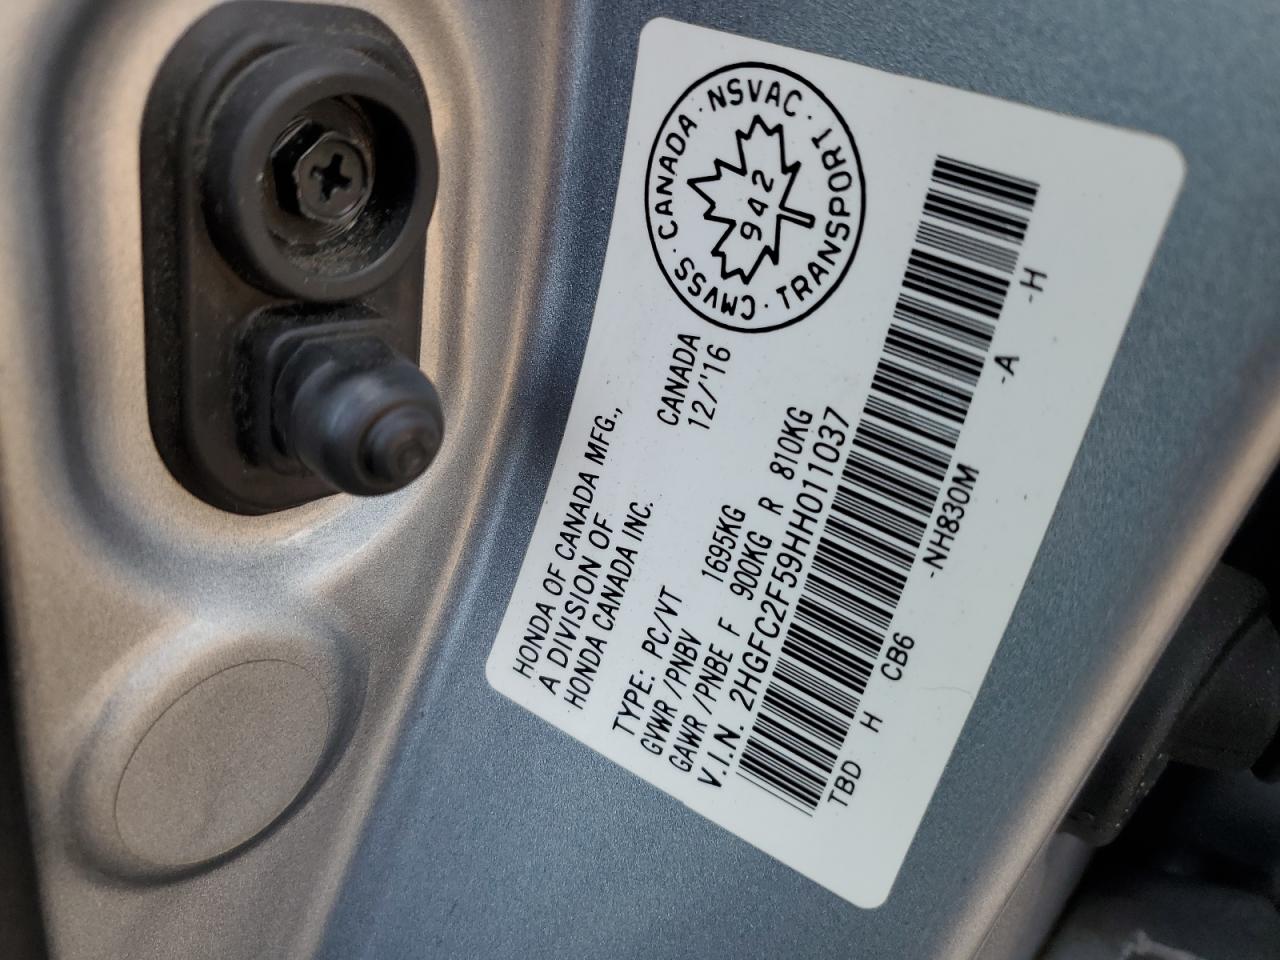 HONDA OF CANADA MFG.,
A DIVISION OF
HONDA CANADA INC.
CANADA
12/'16
CANADA · NSVAC · TRANSPORT · CMVSS ·
942
TYPE: PC/VT
GVWR /PNBV 1695KG
GAWR /PNBE F 900KG R 810KG
V.I.N. 2HGFC2F59HH011037
TBD H CB6 -NH830M -A -H